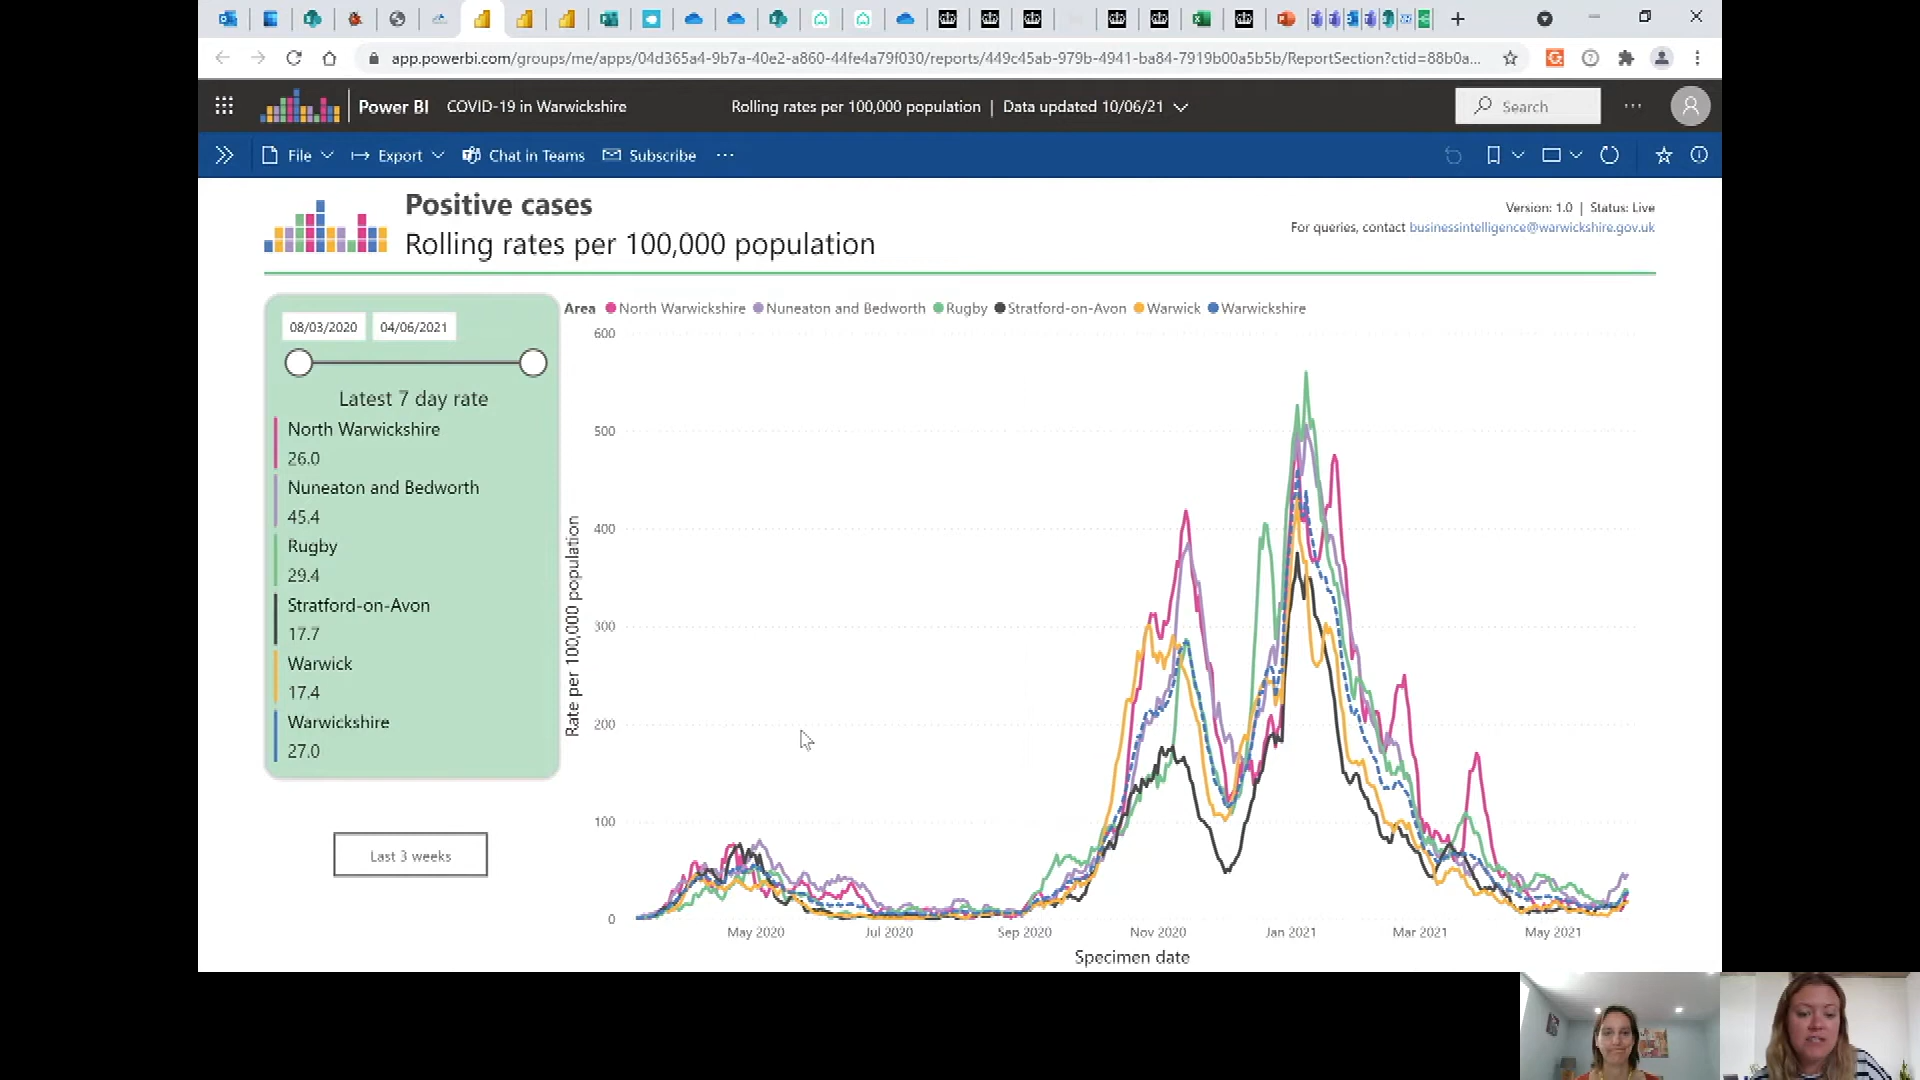 app.powerbi.com/groups/me/apps/04d365a4-9b7a-40e2-a860-44fe4a79f030/reports/449c45ab-979b-4941-ba84-7919b00a5b5b/ReportSection?ctid=88b0a...
Power BI COVID-19 in Warwickshire Rolling rates per 100,000 population | Data updated 10/06/21 Search
File Export Chat in Teams Subscribe
Positive cases
Rolling rates per 100,000 population
Version: 1.0 | Status: Live
For queries, contact businessintelligence@warwickshire.gov.uk
08/03/2020 04/06/2021
Latest 7 day rate
North Warwickshire
26.0
Nuneaton and Bedworth
45.4
Rugby
29.4
Stratford-on-Avon
17.7
Warwick
17.4
Warwickshire
27.0
Last 3 weeks
Area North Warwickshire Nuneaton and Bedworth Rugby Stratford-on-Avon Warwick Warwickshire
Rate per 100,000 population
600
500
400
300
200
100
0
May 2020 Jul 2020 Sep 2020 Nov 2020 Jan 2021 Mar 2021 May 2021
Specimen date